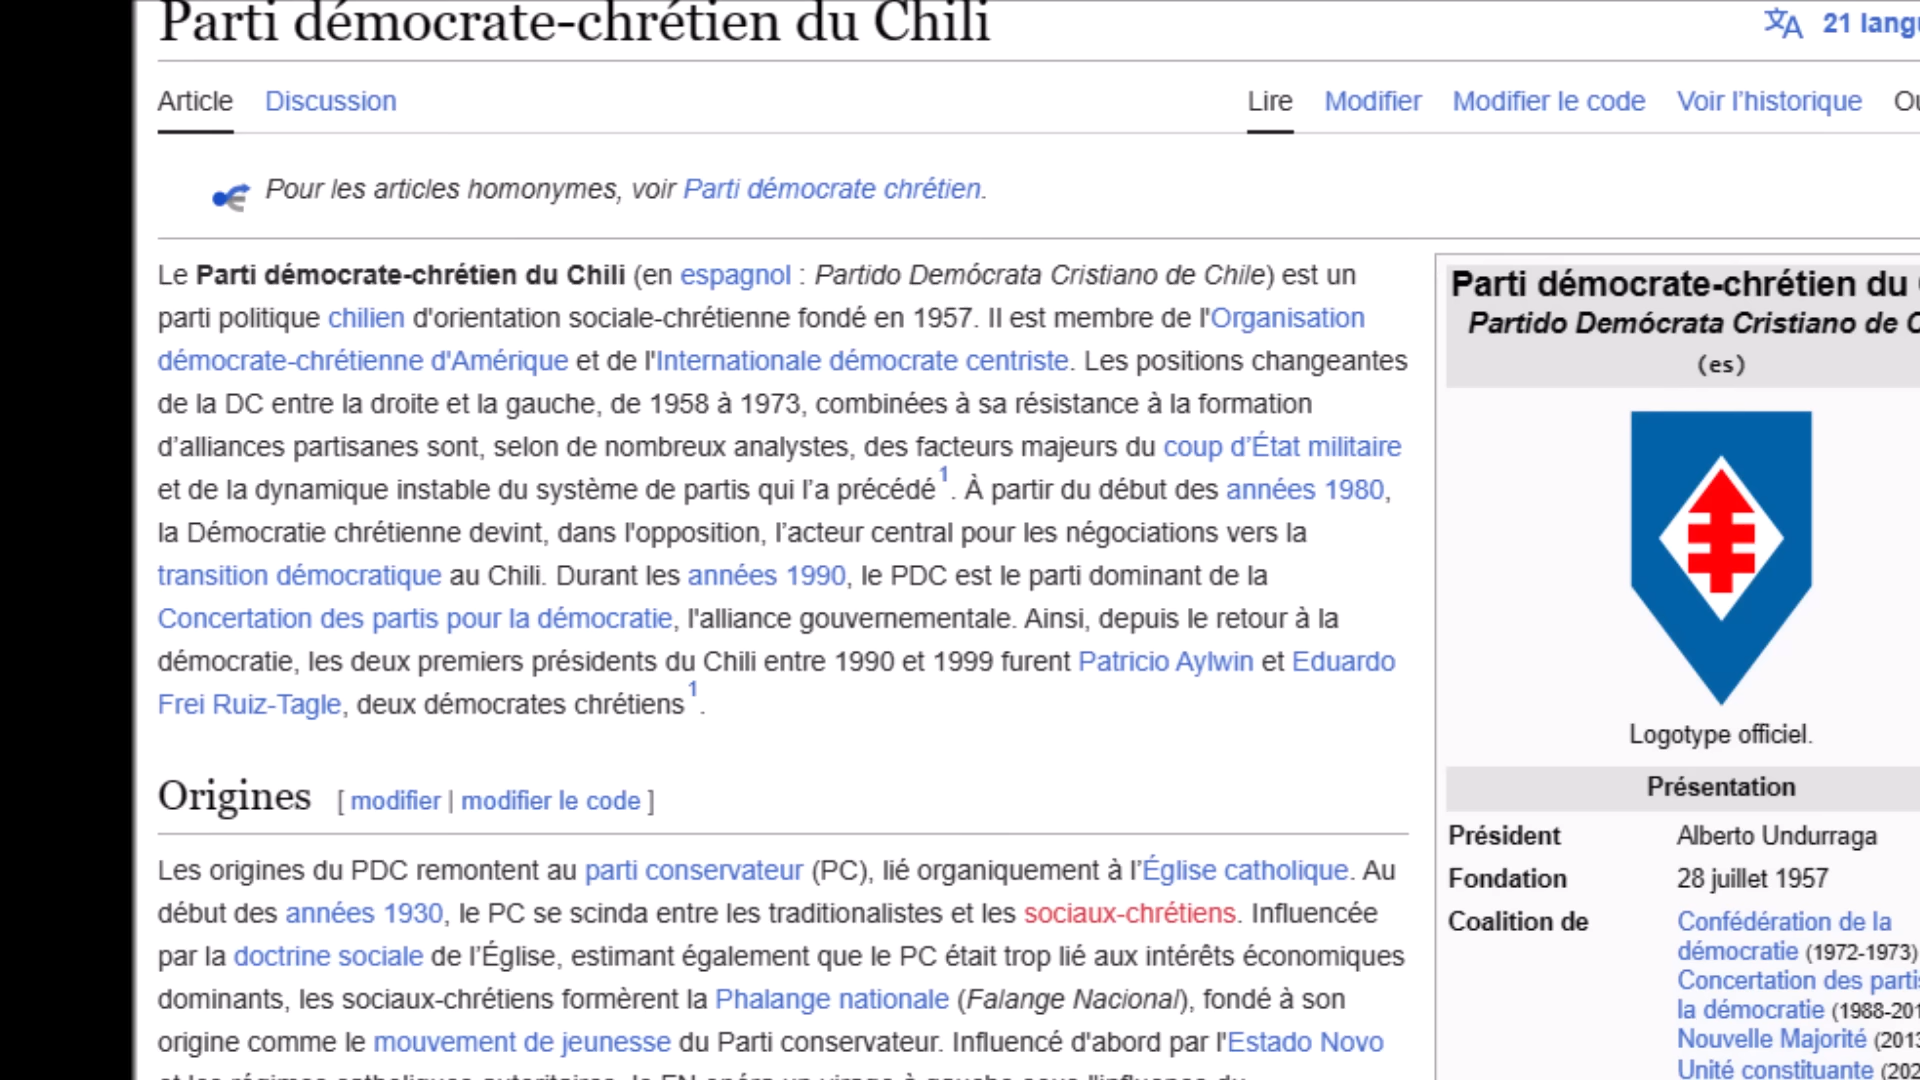 Parti démocrate-chrétien du Chili
21
Article Discussion Lire Modifier Modifier le code Voir l'historique
Pour les articles homonymes, voir Parti démocrate chrétien.
Le Parti démocrate-chrétien du Chili (en espagnol : Partido Demócrata Cristiano de Chile) est un
parti politique chilien d'orientation sociale-chrétienne fondé en 1957. Il est membre de l'Organisation
démocrate-chrétienne d'Amérique et de l'Internationale démocrate centriste. Les positions changeantes
de la DC entre la droite et la gauche, de 1958 à 1973, combinées à sa résistance à la formation
d’alliances partisanes sont, selon de nombreux analystes, des facteurs majeurs du coup d’État militaire
et de la dynamique instable du système de partis qui l’a précédé1. À partir du début des années 1980,
la Démocratie chrétienne devint, dans l'opposition, l’acteur central pour les négociations vers la
transition démocratique au Chili. Durant les années 1990, le PDC est le parti dominant de la
Concertation des partis pour la démocratie, l'alliance gouvernementale. Ainsi, depuis le retour à la
démocratie, les deux premiers présidents du Chili entre 1990 et 1999 furent Patricio Aylwin et Eduardo
Frei Ruiz-Tagle, deux démocrates chrétiens1.
Origines [ modifier | modifier le code ]
Les origines du PDC remontent au parti conservateur (PC), lié organiquement à l’Église catholique. Au
début des années 1930, le PC se scinda entre les traditionalistes et les sociaux-chrétiens. Influencée
par la doctrine sociale de l’Église, estimant également que le PC était trop lié aux intérêts économiques
dominants, les sociaux-chrétiens formèrent la Phalange nationale (Falange Nacional), fondé à son
origine comme le mouvement de jeunesse du Parti conservateur. Influencé d'abord par l'Estado Novo
Parti démocrate-chrétien du
Partido Demócrata Cristiano de
(es)
Logotype officiel.
Présentation
Président Alberto Undurraga
Fondation 28 juillet 1957
Coalition de Confédération de la
démocratie (1972-1973)
Concertation des partis
la démocratie (1988-201
Nouvelle Majorité (2013
Unité constituante (202